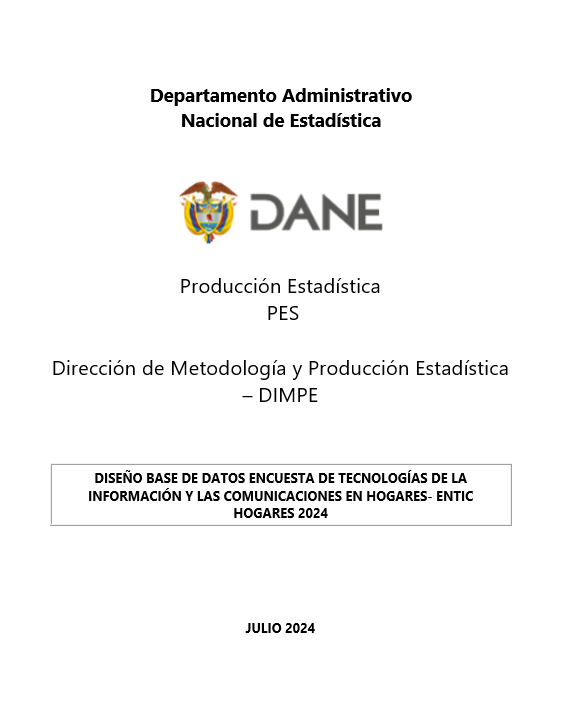 Departamento Administrativo
Nacional de Estadística
DANE
Producción Estadística
PES
Dirección de Metodología y Producción Estadística
– DIMPE
DISEÑO BASE DE DATOS ENCUESTA DE TECNOLOGÍAS DE LA
INFORMACIÓN Y LAS COMUNICACIONES EN HOGARES- ENTIC
HOGARES 2024
JULIO 2024